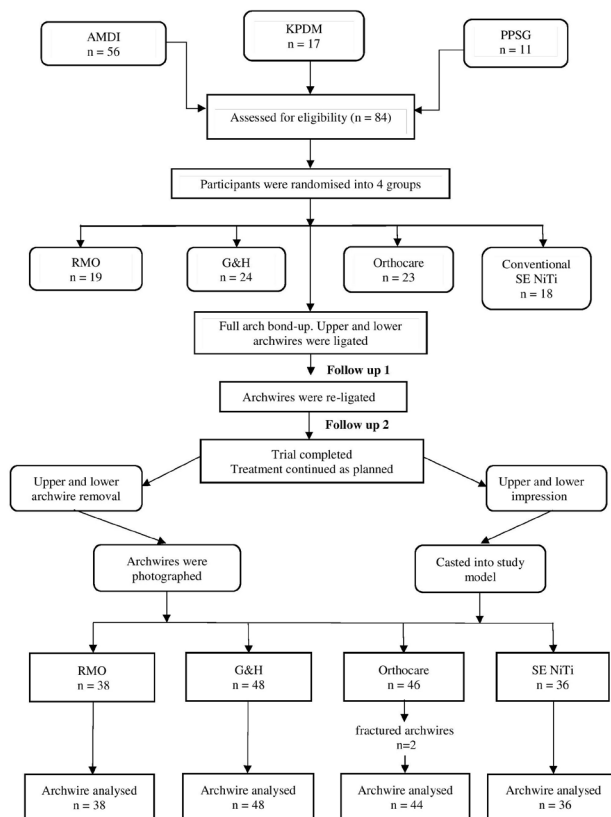 AMDI
n = 56
KPDM
n = 17
PPSG
n = 11
Assessed for eligibility (n = 84)
Participants were randomised into 4 groups
RMO
n = 19
G&H
n = 24
Orthocare
n = 23
Conventional
SE NiTi
n = 18
Full arch bond-up. Upper and lower
archwires were ligated
Follow up 1
Archwires were re-ligated
Follow up 2
Trial completed
Treatment continued as planned
Upper and lower
archwire removal
Upper and lower
impression
Archwires were
photographed
Casted into study
model
RMO
n = 38
G&H
n = 48
Orthocare
n = 46
SE NiTi
n = 36
fractured archwires
n=2
Archwire analysed
n = 38
Archwire analysed
n = 48
Archwire analysed
n = 44
Archwire analysed
n = 36